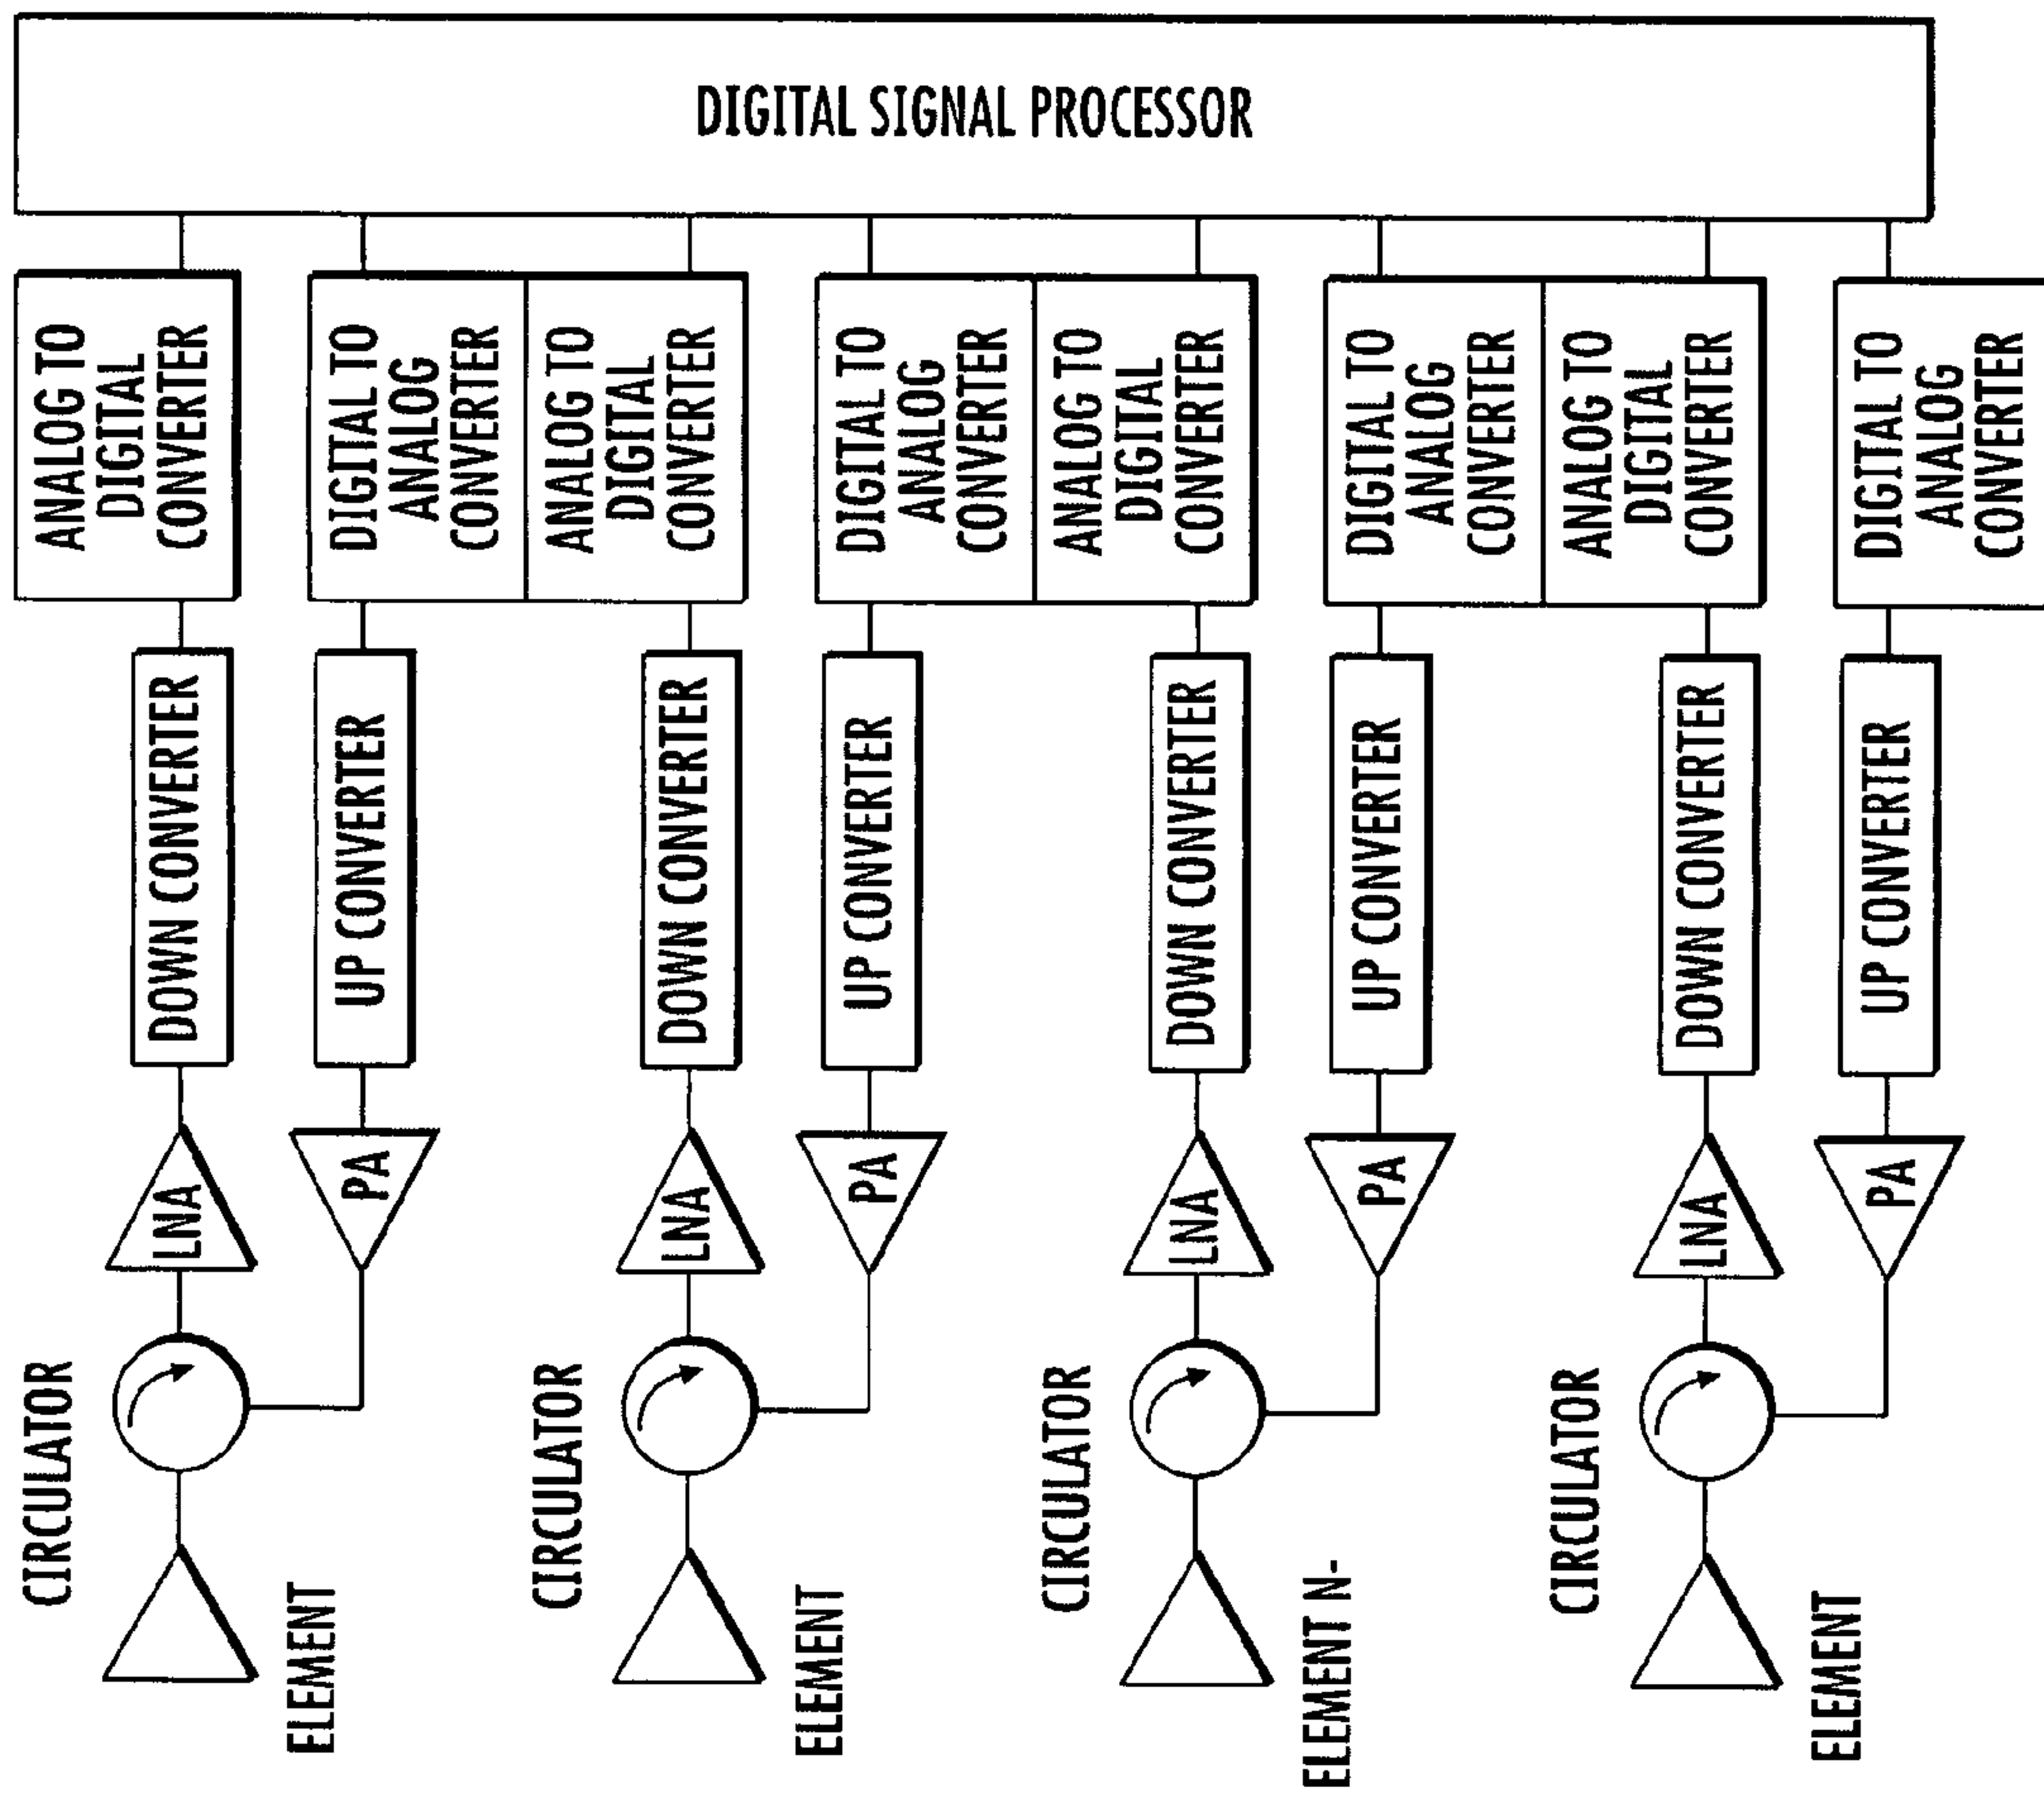 DIGITAL SIGNAL PROCESSOR
ANALOG TO
DIGITAL
CONVERTER
DIGITAL TO
ANALOG
CONVERTER
ANALOG TO
DIGITAL
CONVERTER
DIGITAL TO
ANALOG
CONVERTER
ANALOG TO
DIGITAL
CONVERTER
DIGITAL TO
ANALOG
CONVERTER
ANALOG TO
DIGITAL
CONVERTER
DIGITAL TO
ANALOG
CONVERTER
DOWN CONVERTER
UP CONVERTER
DOWN CONVERTER
UP CONVERTER
DOWN CONVERTER
UP CONVERTER
DOWN CONVERTER
UP CONVERTER
LNA
PA
LNA
PA
LNA
PA
LNA
PA
CIRCULATOR
CIRCULATOR
CIRCULATOR
CIRCULATOR
ELEMENT
ELEMENT
ELEMENT N-
ELEMENT